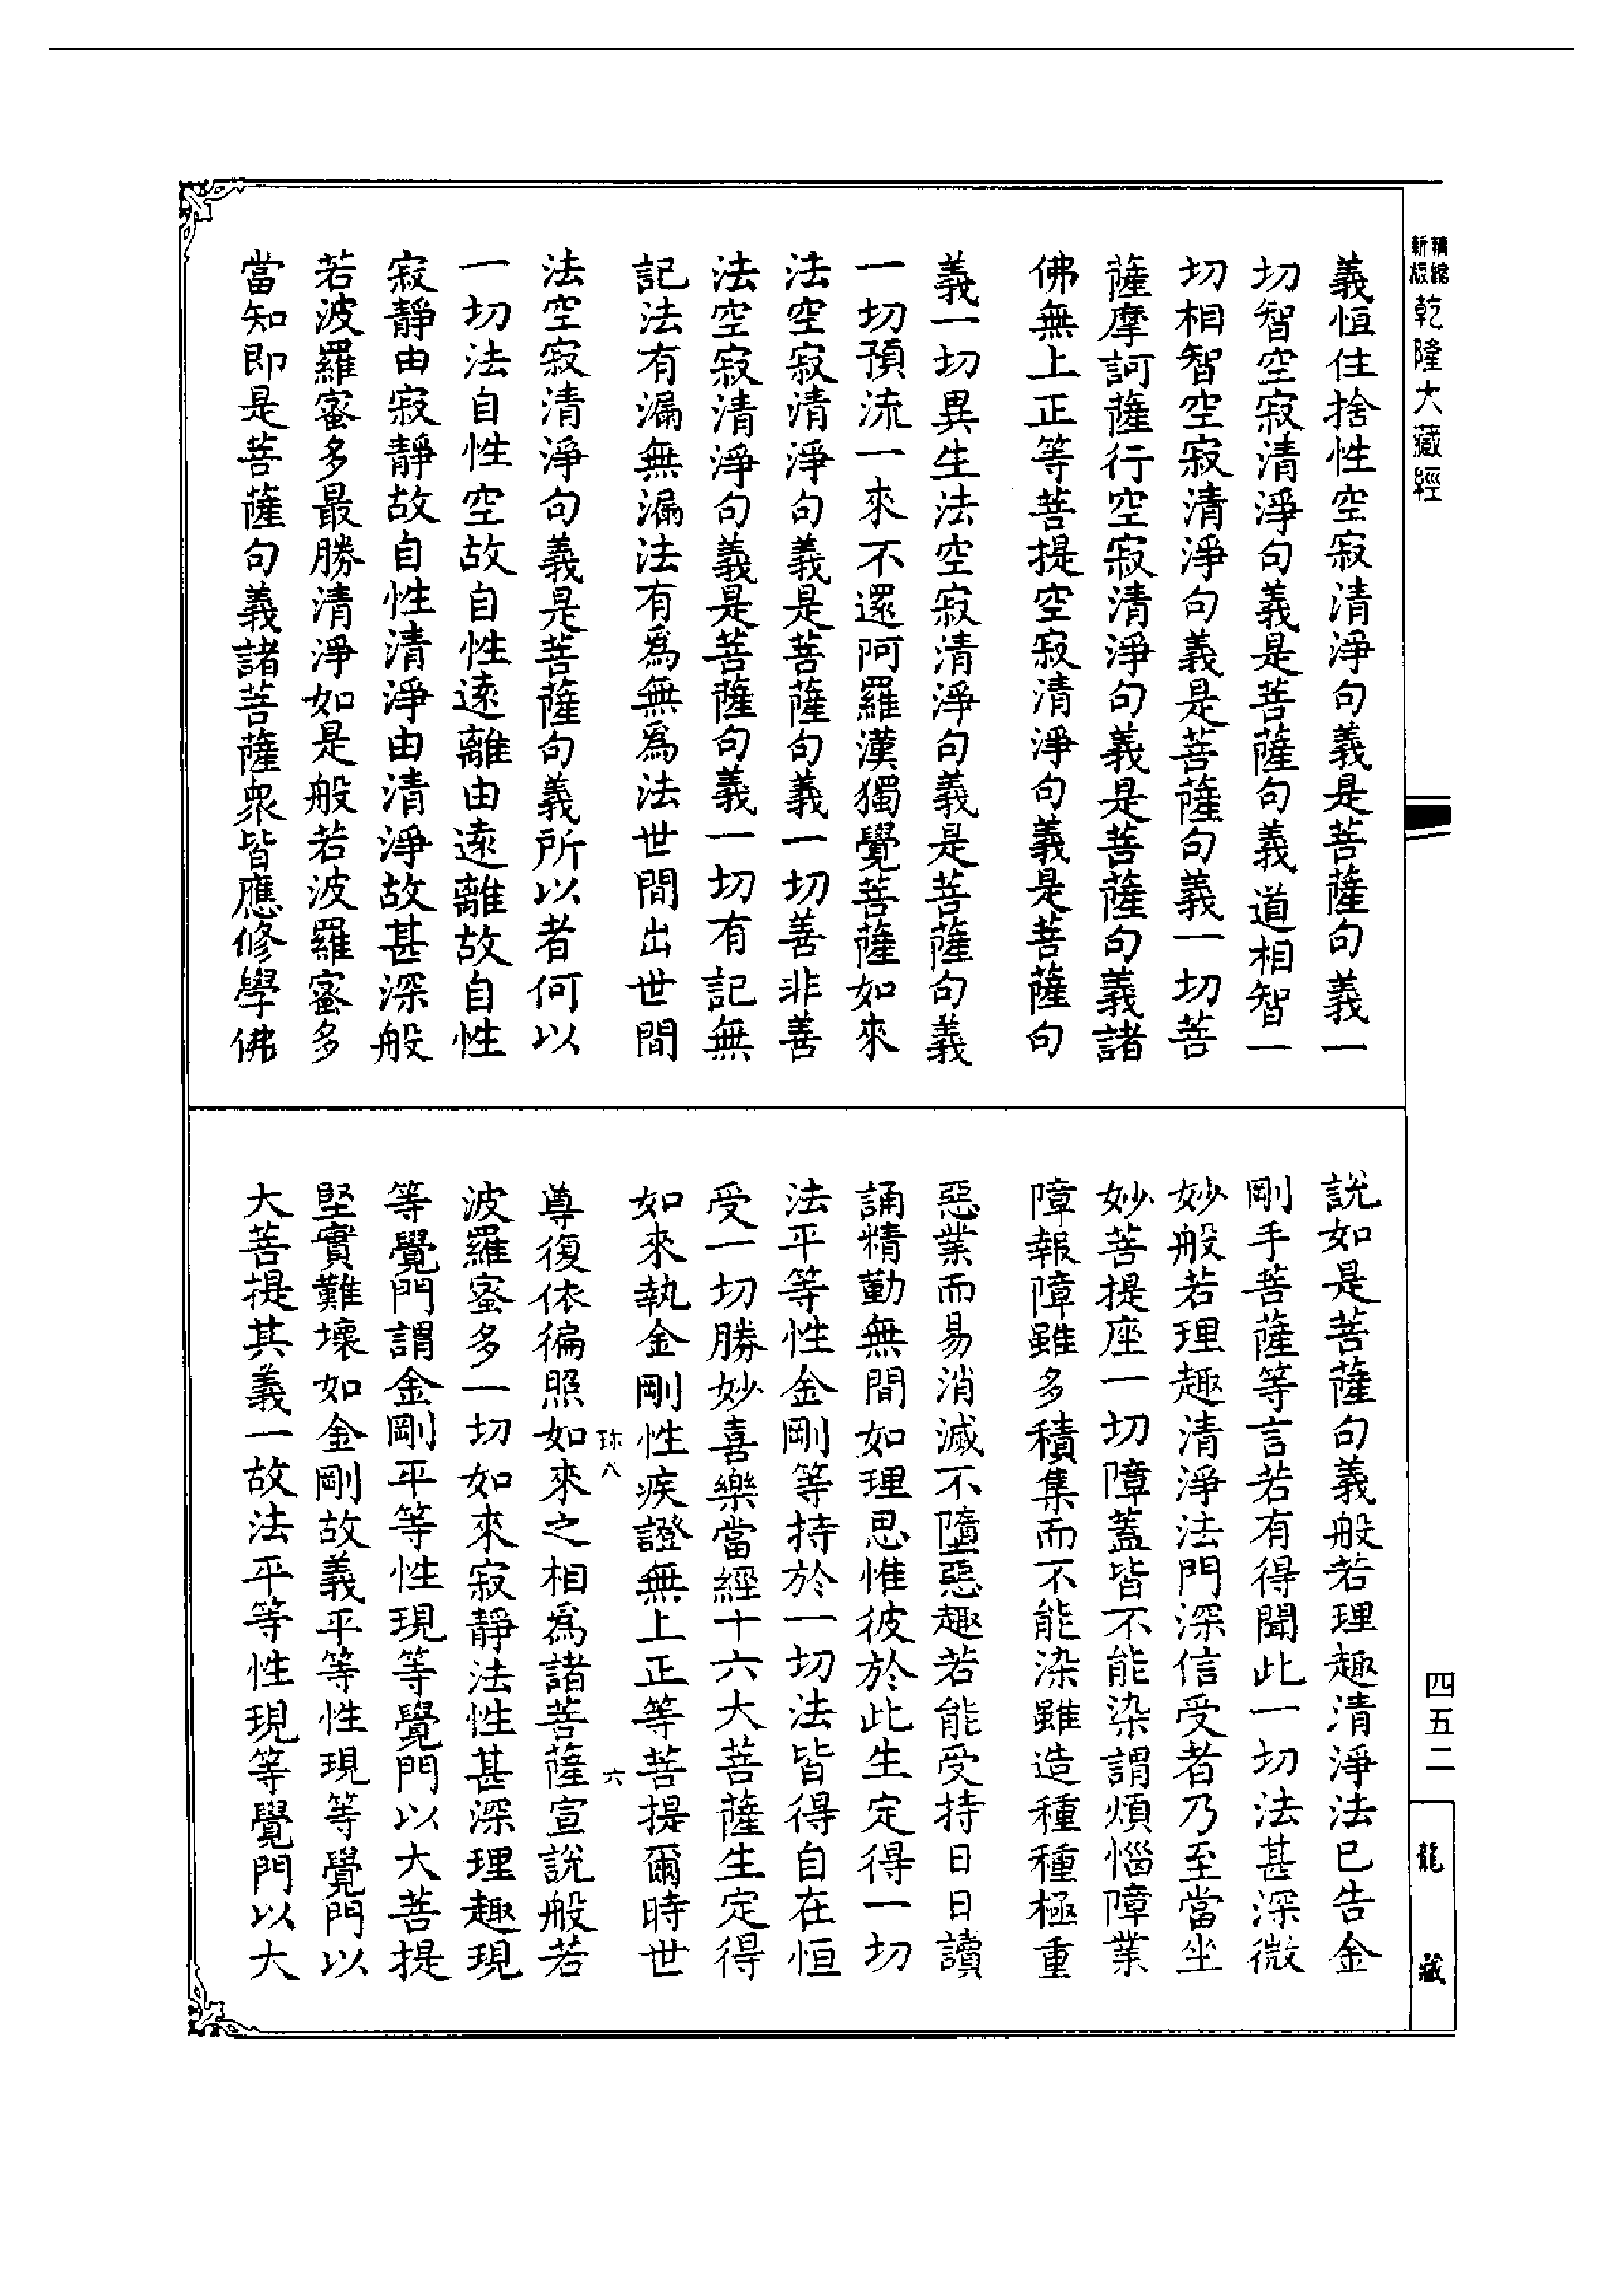 精縮新版乾隆大藏經
義恒住捨性空寂清淨句義是菩薩句義一
切智空寂清淨句義是菩薩句義道相智一
切相智空寂清淨句義是菩薩句義一切菩
薩摩訶薩行空寂清淨句義是菩薩句義諸
佛無上正等菩提空寂清淨句義是菩薩句
義一切異生法空寂清淨句義是菩薩句義
一切預流一來不還阿羅漢獨覺菩薩如來
法空寂清淨句義是菩薩句義一切善非善
法空寂清淨句義是菩薩句義一切有記無
記法有漏無漏法有為無為法世間出世間
法空寂清淨句義是菩薩句義所以者何以
一切法自性空故自性遠離由遠離故自性
寂靜由寂靜故自性清淨由清淨故甚深般
若波羅蜜多最勝清淨如是般若波羅蜜多
當知即是菩薩句義諸菩薩衆皆應修學佛
說如是菩薩句義般若理趣清淨法已告金
剛手菩薩等言若有得聞此一切法甚深微
妙般若理趣清淨法門深信受者乃至當坐
妙菩提座一切障蓋皆不能染謂煩惱障業
障報障雖多積集而不能染雖造種種極重
惡業而易消滅不墮惡趣若能受持日日讀
誦精勤無間如理思惟彼於此生定得一切
法平等性金剛等持於一切法皆得自在恒
受一切勝妙喜樂當經十六大菩薩生定得
如來執金剛性疾證無上正等菩提爾時世
珎八 六
尊復依徧照如來之相為諸菩薩宣說般若
波羅蜜多一切如來寂靜法性甚深理趣現
等覺門謂金剛平等性現等覺門以大菩提
堅實難壞如金剛故義平等性現等覺門以
大菩提其義一故法平等性現等覺門以大
四五二
龍藏